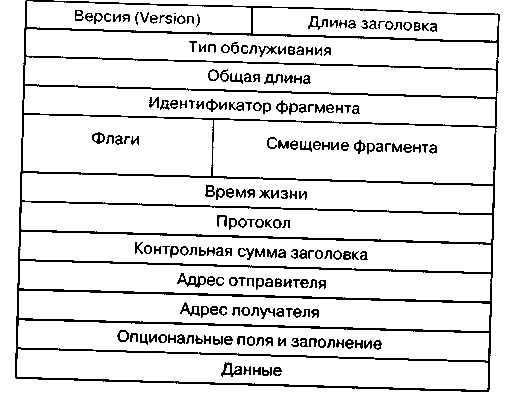 Версия (Version) Длина заголовка
Тип обслуживания
Общая длина
Идентификатор фрагмента
Флаги Смещение фрагмента
Время жизни
Протокол
Контрольная сумма заголовка
Адрес отправителя
Адрес получателя
Опциональные поля и заполнение
Данные